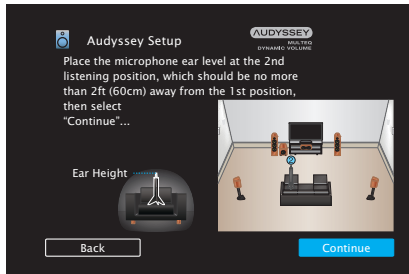 Audyssey Setup
AUDYSSEY
MULTEQ
DYNAMIC VOLUME
Place the microphone ear level at the 2nd
listening position, which should be no more
than 2ft (60cm) away from the 1st position,
then select
“Continue”...
2
Ear Height
Back
Continue